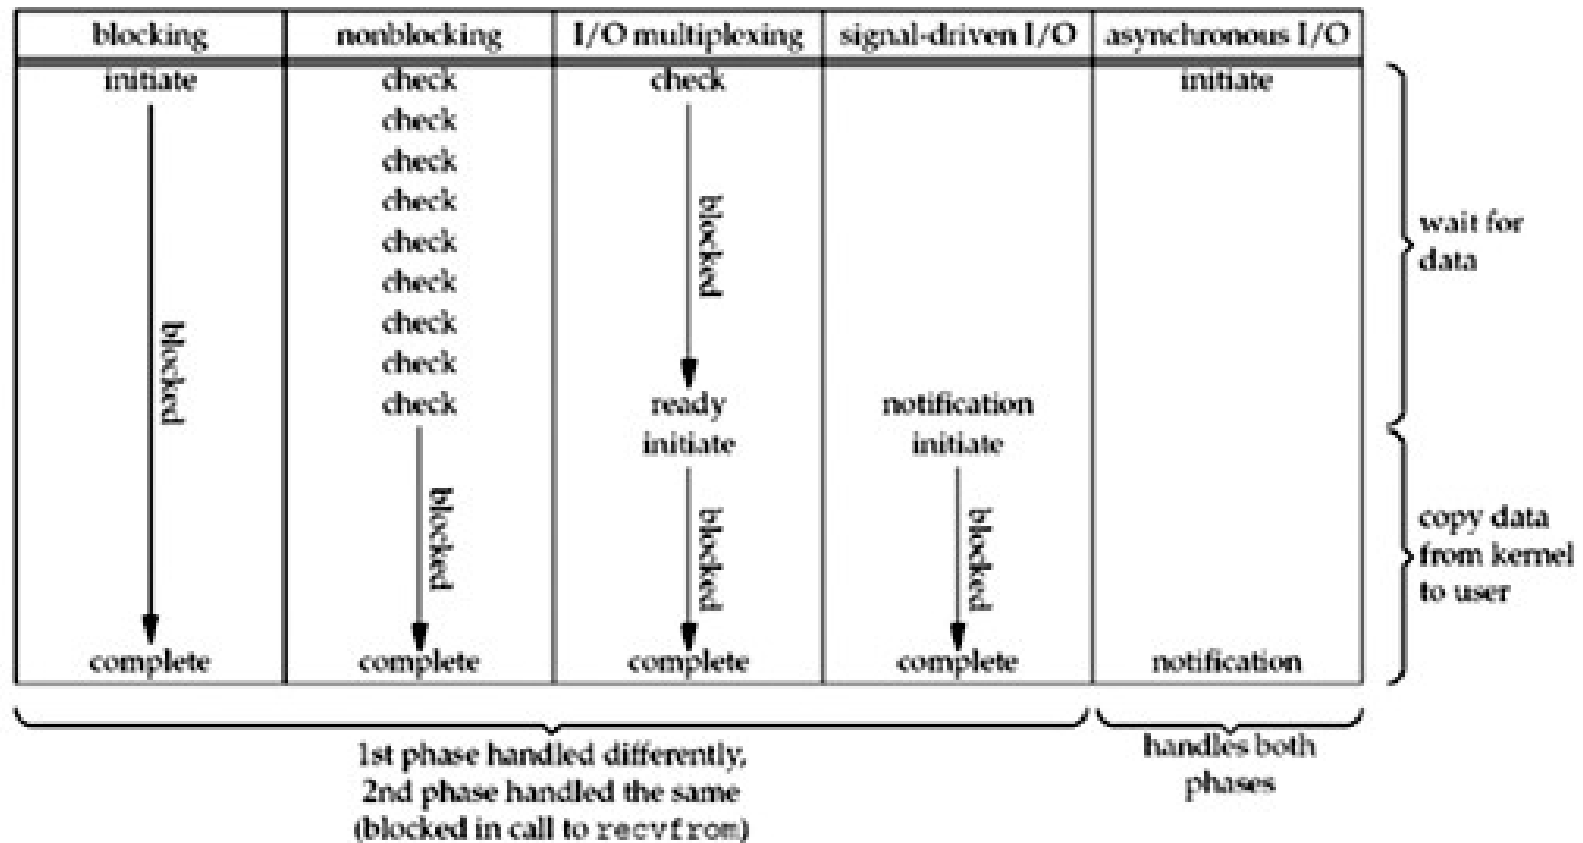 blocking nonblocking I/O multiplexing signal-driven I/O asynchronous I/O
initiate check check initiate
check
check
check
check
check
check
check
check ready notification
initiate initiate
blocked
blocked
blocked
blocked
blocked
complete complete complete complete notification
wait for
data
copy data
from kernel
to user
1st phase handled differently,
2nd phase handled the same
(blocked in call to recvfrom)
handles both
phases